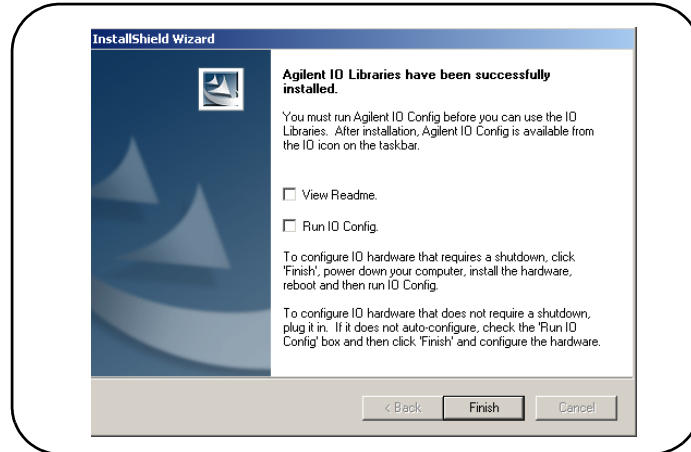 InstallShield Wizard
Agilent IO Libraries have been successfully
installed.
You must run Agilent IO Config before you can use the IO
Libraries. After installation, Agilent IO Config is available from
the IO icon on the taskbar.
View Readme.
Run IO Config.
To configure IO hardware that requires a shutdown, click
'Finish', power down your computer, install the hardware,
reboot and then run IO Config.
To configure IO hardware that does not require a shutdown,
plug it in. If it does not auto-configure, check the 'Run IO
Config' box and then click 'Finish' and configure the hardware.
< Back Finish Cancel